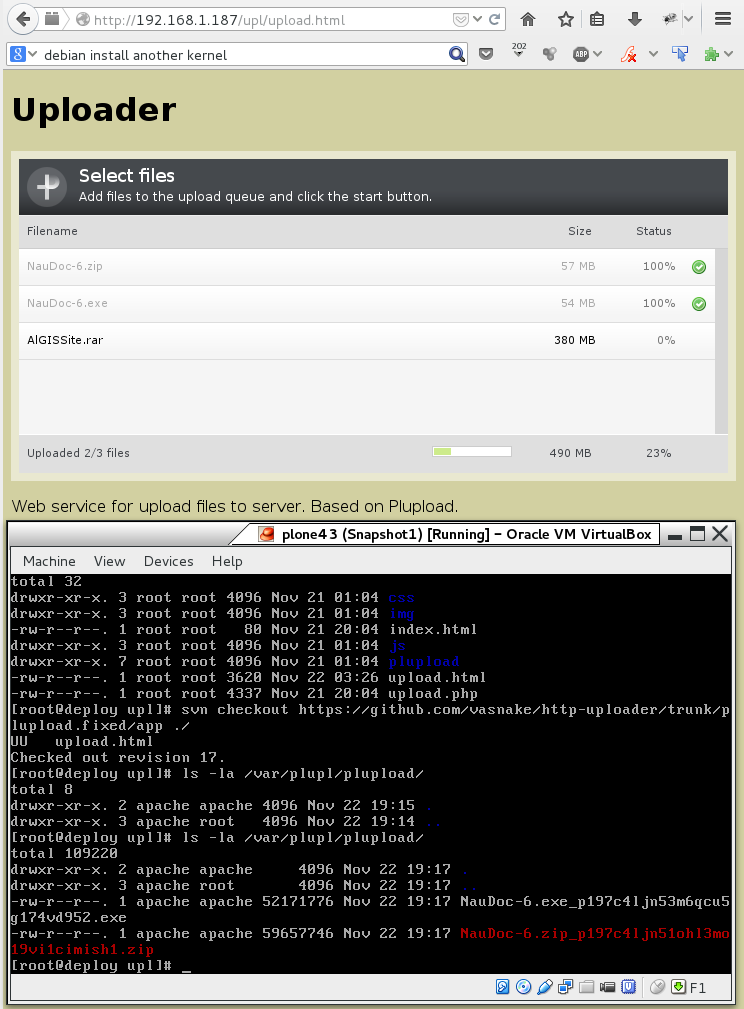 http://192.168.1.187/upl/upload.html
debian install another kernel
202
ABP
Uploader
Select files
Add files to the upload queue and click the start button.
Filename Size Status
NauDoc-6.zip 57 MB 100%
NauDoc-6.exe 54 MB 100%
AlGISSite.rar 380 MB 0%
Uploaded 2/3 files 490 MB 23%
Web service for upload files to server. Based on Plupload.
plone43 (Snapshot1) [Running] - Oracle VM VirtualBox
Machine View Devices Help
total 32
drwxr-xr-x. 3 root root 4096 Nov 21 01:04 css
drwxr-xr-x. 3 root root 4096 Nov 21 01:04 img
-rw-r--r--. 1 root root   80 Nov 21 20:04 index.html
drwxr-xr-x. 3 root root 4096 Nov 21 01:04 js
drwxr-xr-x. 7 root root 4096 Nov 21 01:04 plupload
-rw-r--r--. 1 root root 3620 Nov 22 03:26 upload.html
-rw-r--r--. 1 root root 4337 Nov 21 20:04 upload.php
[root@deploy upl]# svn checkout https://github.com/vasnake/http-uploader/trunk/p
lupload.fixed/app ./
UU   upload.html
Checked out revision 17.
[root@deploy upl]# ls -la /var/plupl/plupload/
total 8
drwxr-xr-x. 2 apache apache 4096 Nov 22 19:15 .
drwxr-xr-x. 3 apache root   4096 Nov 22 19:14 ..
[root@deploy upl]# ls -la /var/plupl/plupload/
total 109220
drwxr-xr-x. 2 apache apache     4096 Nov 22 19:17 .
drwxr-xr-x. 3 apache root       4096 Nov 22 19:17 ..
-rw-r--r--. 1 apache apache 52171776 Nov 22 19:17 NauDoc-6.exe_p197c4ljn53m6qcu5
g174vd952.exe
-rw-r--r--. 1 apache apache 59657746 Nov 22 19:17 NauDoc-6.zip_p197c4ljn51ohl3mo
19vi1cimish1.zip
[root@deploy upl]# _
F1